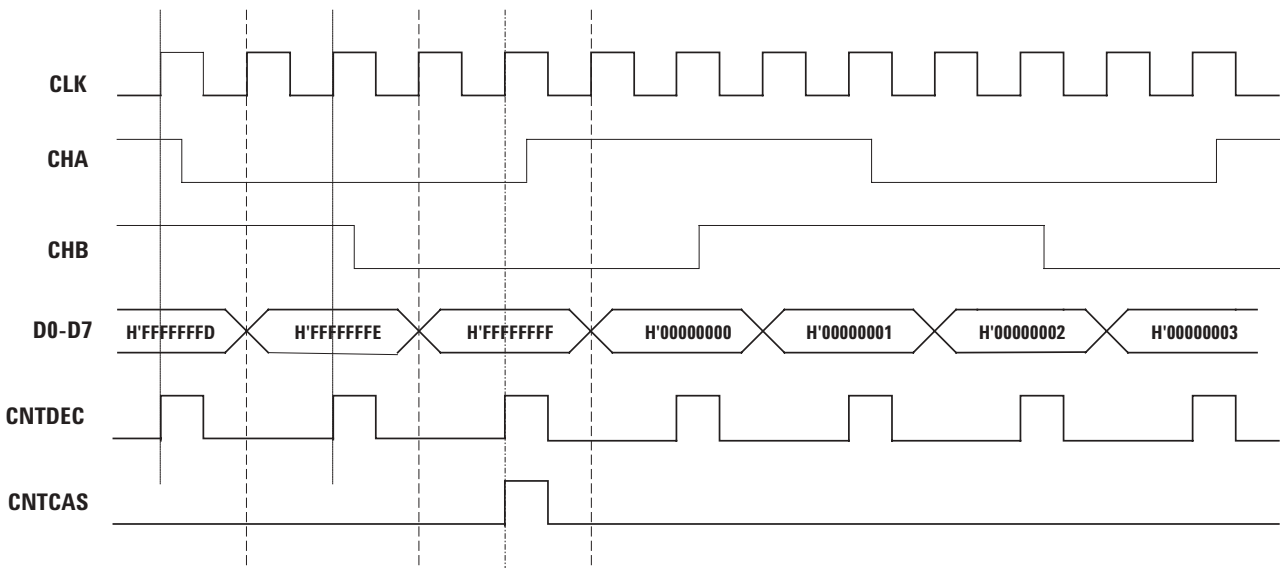 CLK
CHA
CHB
D0-D7 H'FFFFFFFD H'FFFFFFFE H'FFFFFFFF H'00000000 H'00000001 H'00000002 H'00000003
CNTDEC
CNTCAS